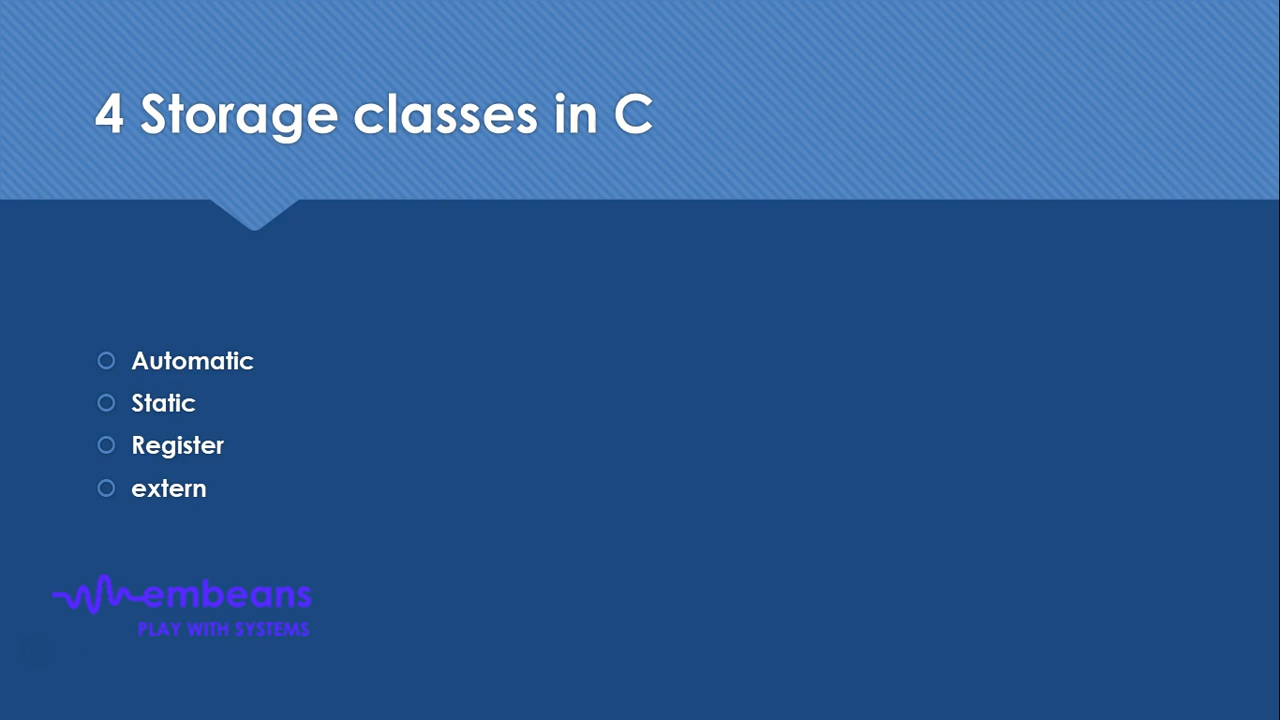 4 Storage classes in C
Automatic
Static
Register
extern
embeans
PLAY WITH SYSTEMS